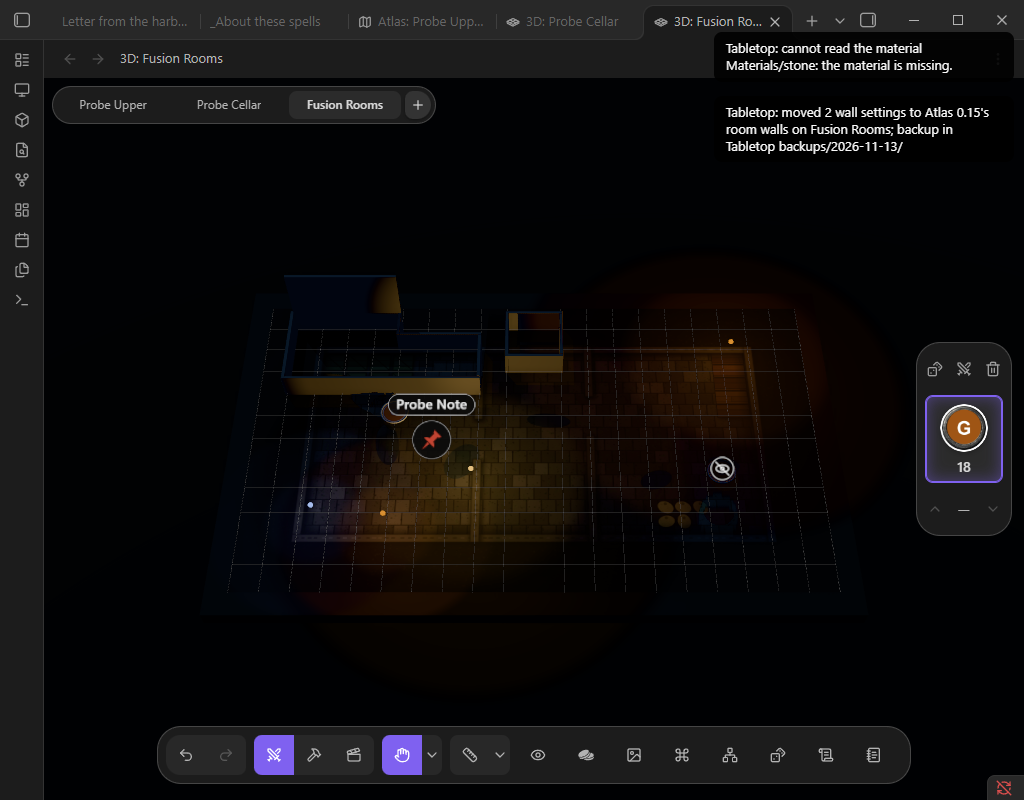 Letter from the harb...
_About these spells
Atlas: Probe Upp...
3D: Probe Cellar
3D: Fusion Ro...
3D: Fusion Rooms
Tabletop: cannot read the material
Materials/stone: the material is missing.
Probe Upper
Probe Cellar
Fusion Rooms
Tabletop: moved 2 wall settings to Atlas 0.15's
room walls on Fusion Rooms; backup in
Tabletop backups/2026-11-13/
Probe Note
G
18